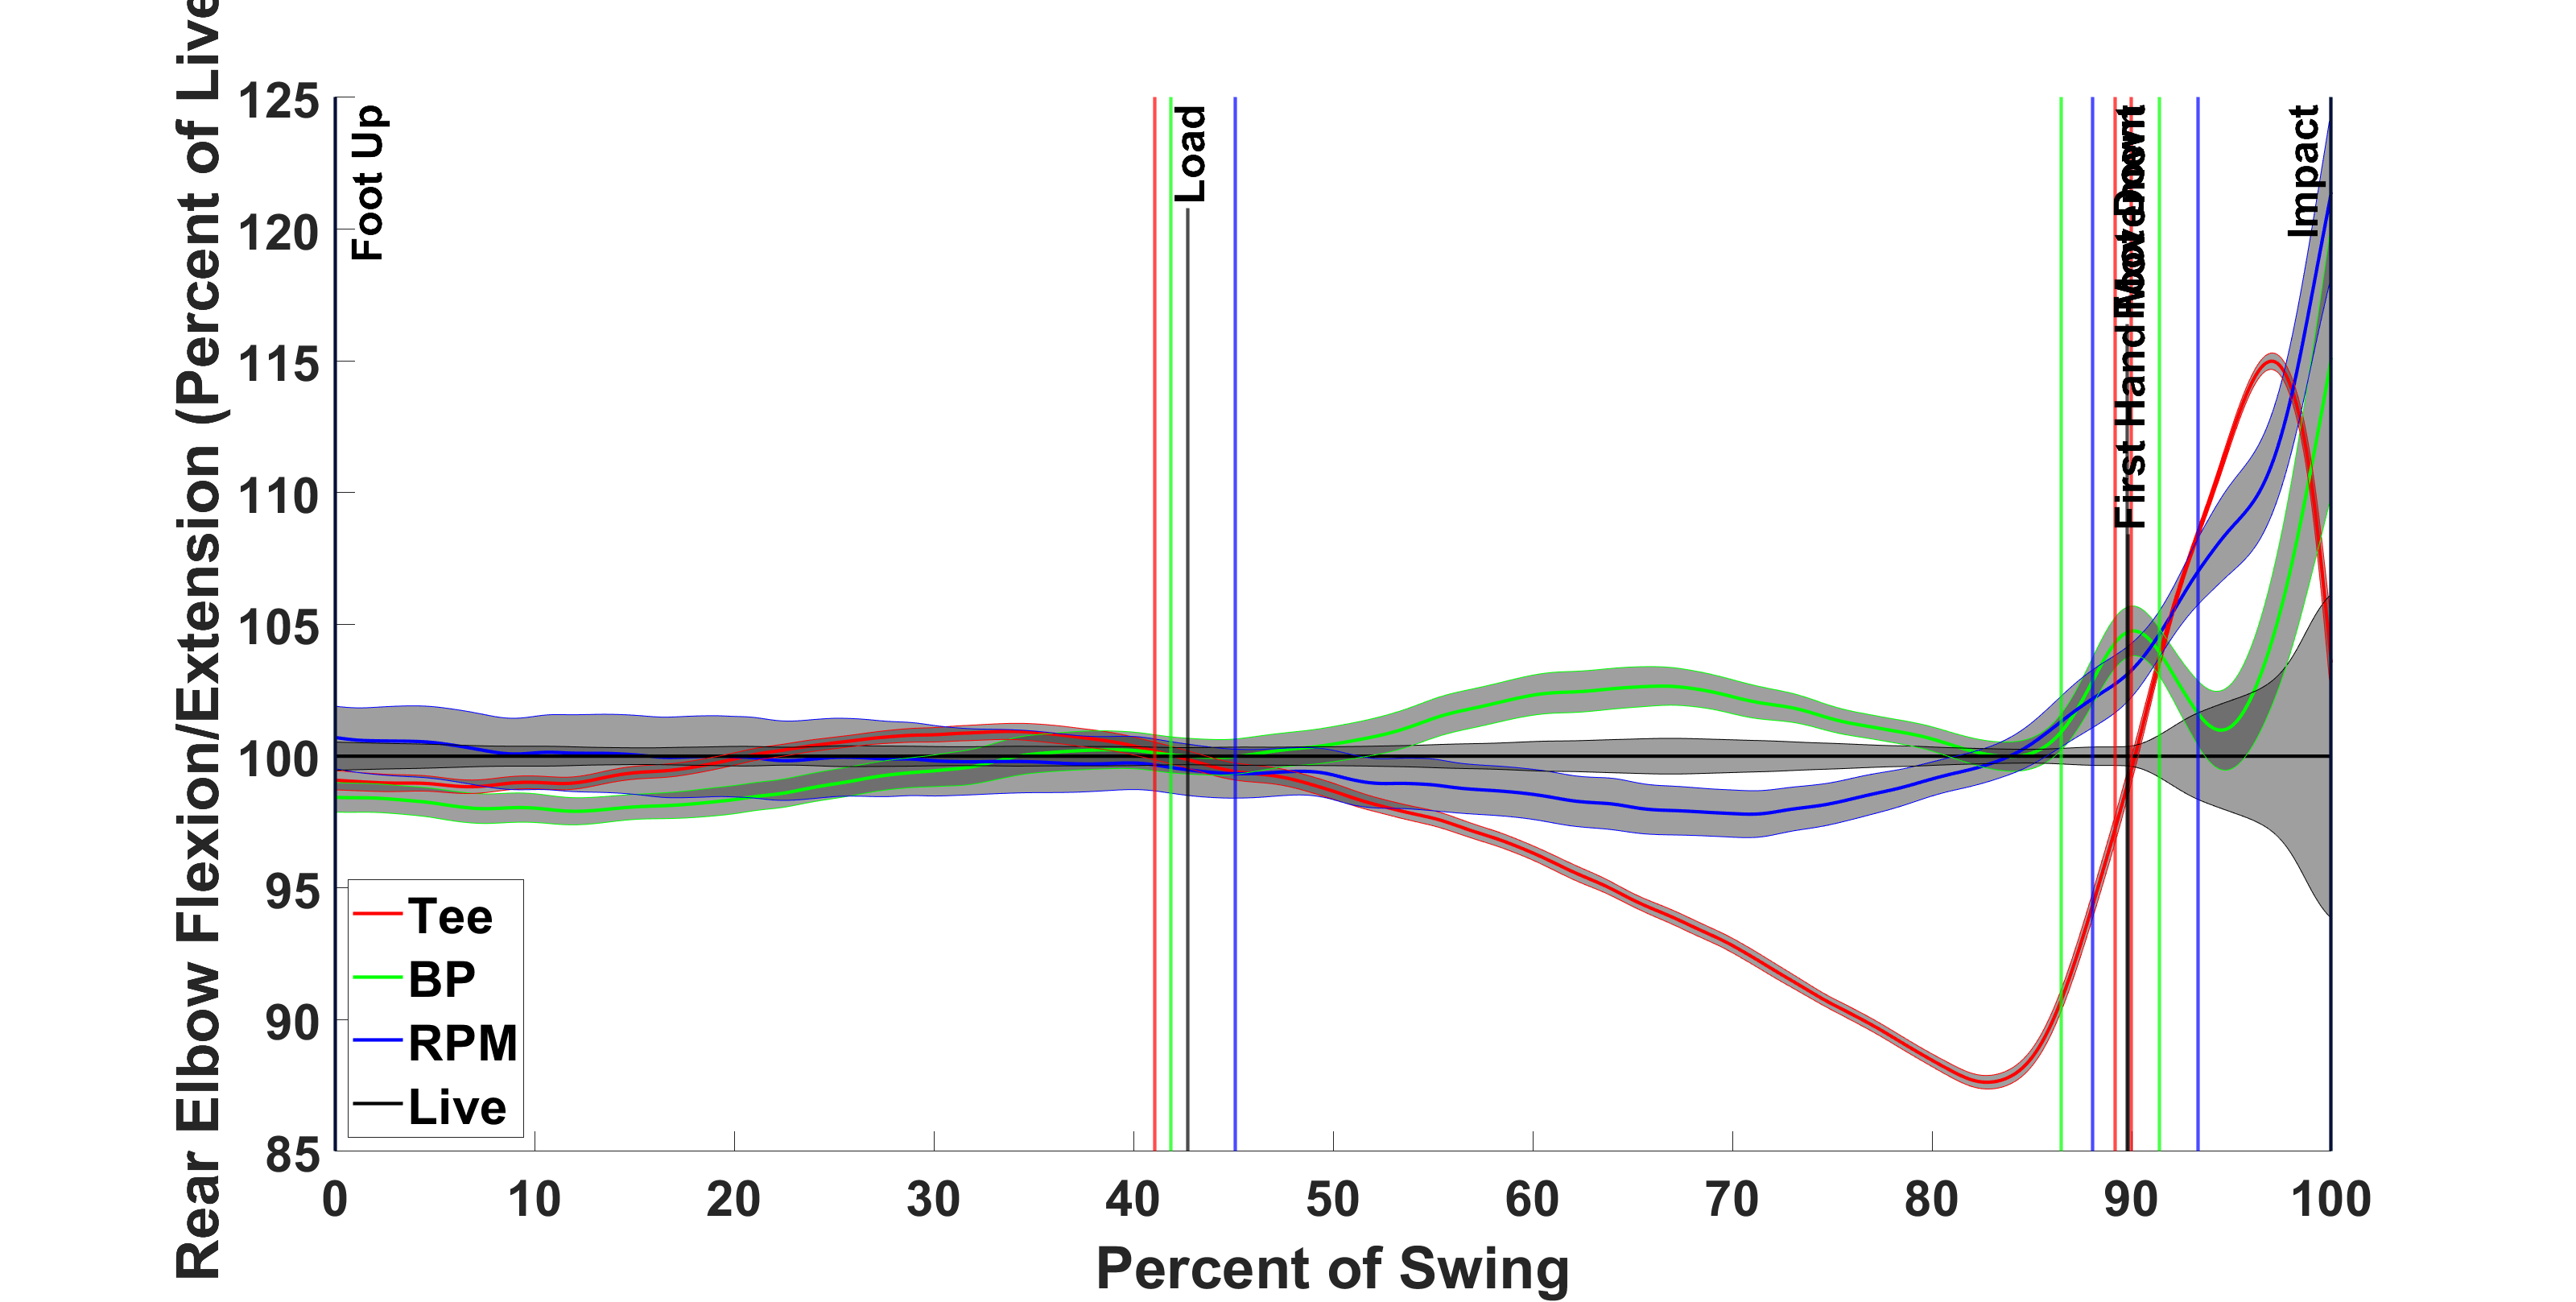 Rear Elbow Flexion/Extension (Percent of Live
125
120
115
110
105
100
95
90
85
Foot Up
Load
First Hand Movement
Impact
Tee
BP
RPM
Live
0 10 20 30 40 50 60 70 80 90 100
Percent of Swing